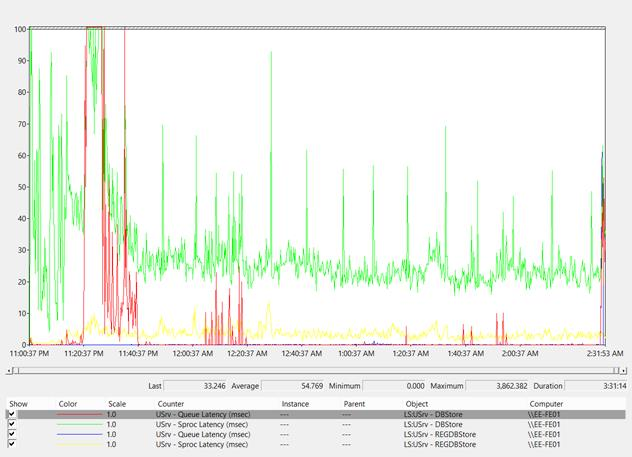 100
90
80
70
60
50
40
30
20
10
0
11:00:37 PM 11:20:37 PM 11:40:37 PM 12:00:37 AM 12:20:37 AM 12:40:37 AM 1:00:37 AM 1:20:37 AM 1:40:37 AM 2:00:37 AM 2:31:53 AM
Last 33.246 Average 54.769 Minimum 0.000 Maximum 3,862.382 Duration 3:31:14
Show Color Scale Counter Instance Parent Object Computer
1.0 USrv - Queue Latency (msec) --- --- LS:USrv - DBStore \\EE-FE01
1.0 USrv - Sproc Latency (msec) --- --- LS:USrv - DBStore \\EE-FE01
1.0 USrv - Queue Latency (msec) --- --- LS:USrv - REGDBStore \\EE-FE01
1.0 USrv - Sproc Latency (msec) --- --- LS:USrv - REGDBStore \\EE-FE01